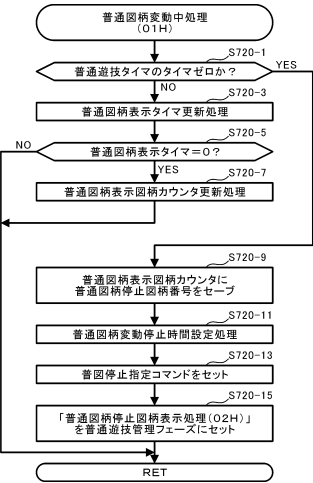 普通図柄変動中処理
(01H)
S720-1
普通遊技タイマのタイマゼロか？
YES
NO
S720-3
普通図柄表示タイマ更新処理
S720-5
NO
普通図柄表示タイマ＝0？
YES
S720-7
普通図柄表示図柄カウンタ更新処理
S720-9
普通図柄表示図柄カウンタに
普通図柄停止図柄番号をセーブ
S720-11
普通図柄変動停止時間設定処理
S720-13
普図停止指定コマンドをセット
S720-15
「普通図柄停止図柄表示処理(02H)」
を普通遊技管理フェーズにセット
RET